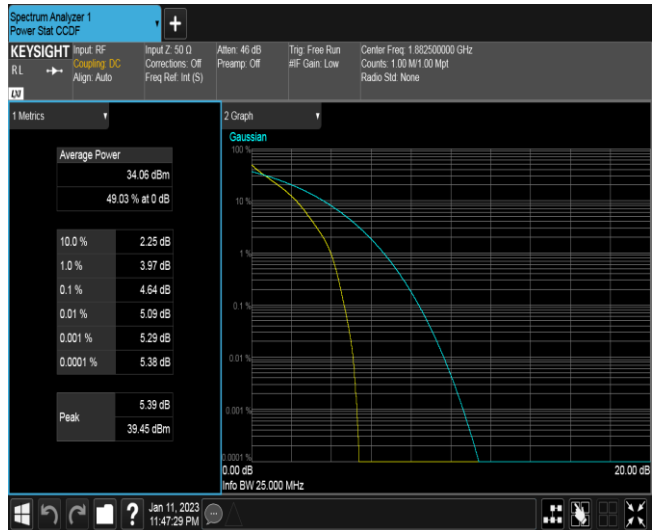 Spectrum Analyzer 1
Power Stat CCDF
KEYSIGHT
RL
LXI
Input: RF
Coupling: DC
Align: Auto
Input Z: 50 Ω
Corrections: Off
Freq Ref: Int (S)
Atten: 46 dB
Preamp: Off
Trig: Free Run
#IF Gain: Low
Center Freq: 1.882500000 GHz
Counts: 1.00 M/1.00 Mpt
Radio Std: None
1 Metrics
Average Power
34.06 dBm
49.03 % at 0 dB
10.0 % 2.25 dB
1.0 % 3.97 dB
0.1 % 4.64 dB
0.01 % 5.09 dB
0.001 % 5.29 dB
0.0001 % 5.38 dB
Peak
5.39 dB
39.45 dBm
2 Graph
Gaussian
100 %
10 %
1 %
0.1 %
0.01 %
0.001 %
0.0001 %
0.00 dB 20.00 dB
Info BW 25.000 MHz
Jan 11, 2023
11:47:29 PM